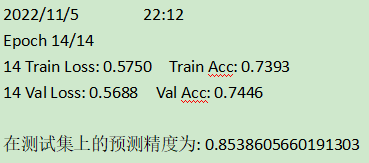 2022/11/5 22:12
Epoch 14/14
14 Train Loss: 0.5750 Train Acc: 0.7393
14 Val Loss: 0.5688 Val Acc: 0.7446
在测试集上的预测精度为: 0.8538605660191303